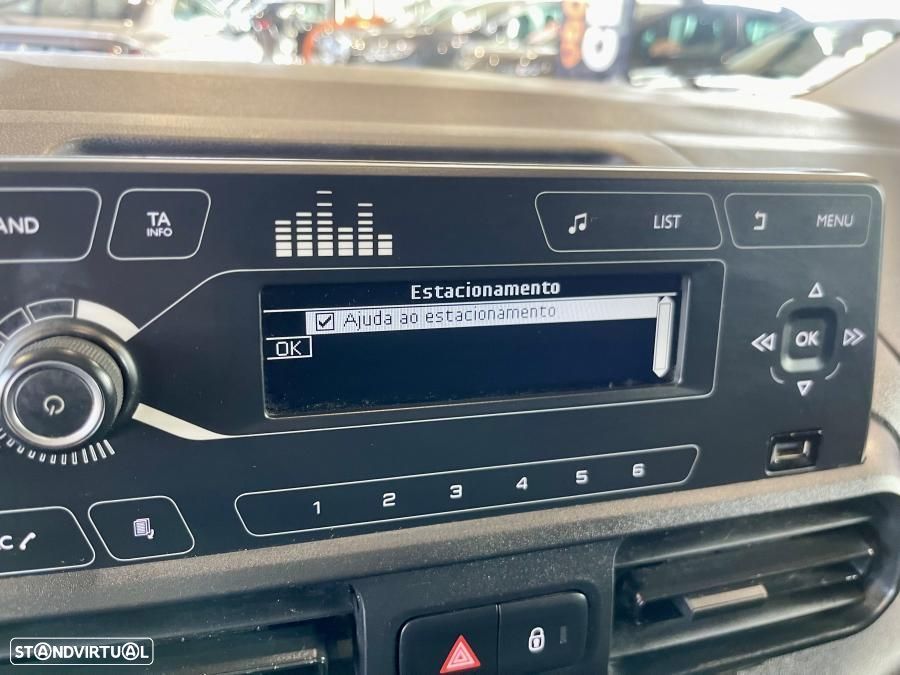 AND
TA
INFO
LIST
MENU
Estacionamento
Ajuda ao estacionamento
OK
OK
1 2 3 4 5 6
C
STANDVIRTUAL